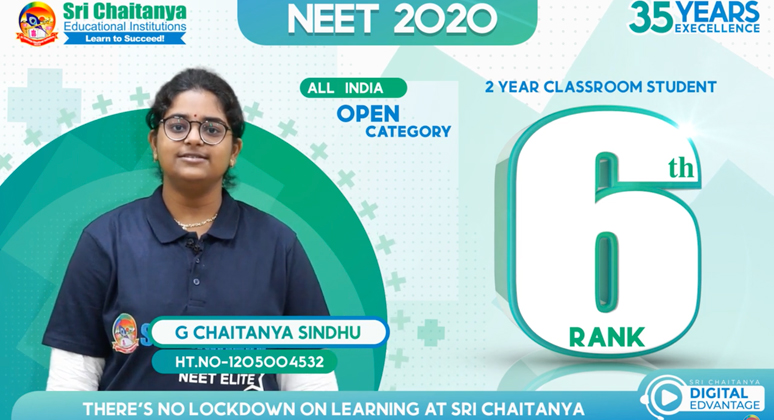 Sri Chaitanya
Educational Institutions
Learn to Succeed!
NEET 2020
35 YEARS
EXECELLENCE
ALL INDIA
OPEN
CATEGORY
2 YEAR CLASSROOM STUDENT
6th
RANK
G CHAITANYA SINDHU
HT.NO-1205004532
NEET ELITE
THERE'S NO LOCKDOWN ON LEARNING AT SRI CHAITANYA
SRI CHAITANYA
DIGITAL
EDVANTAGE